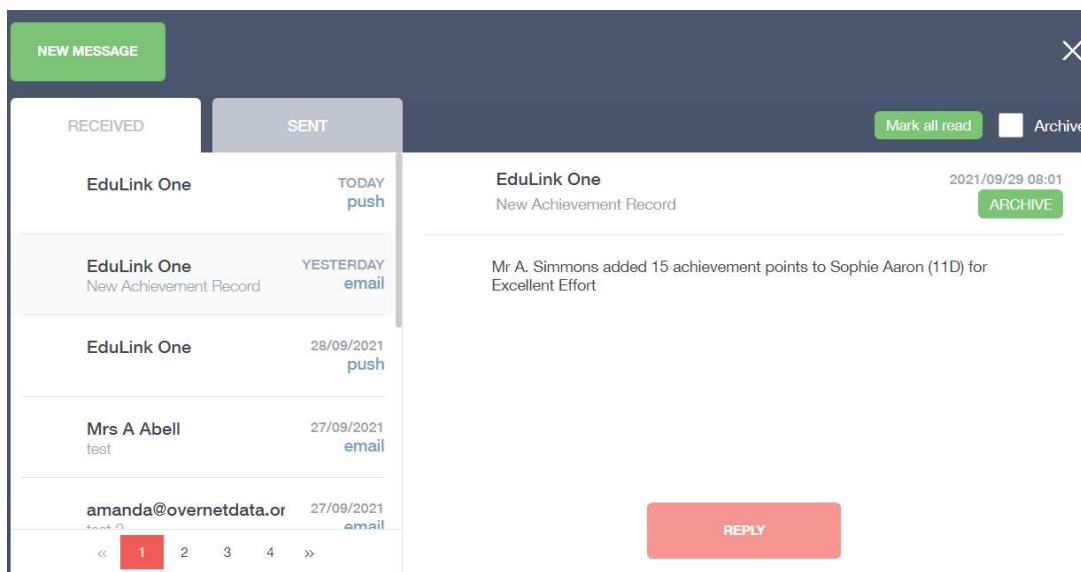 NEW MESSAGE
RECEIVED
SENT
Mark all read
Archive
EduLink One
TODAY
push
EduLink One
YESTERDAY
New Achievement Record
email
EduLink One
28/09/2021
push
Mrs A Abell
27/09/2021
test
email
amanda@overnetdata.or
27/09/2021
test 2
email
« 1 2 3 4 »
EduLink One
2021/09/29 08:01
New Achievement Record
ARCHIVE
Mr A. Simmons added 15 achievement points to Sophie Aaron (11D) for
Excellent Effort
REPLY